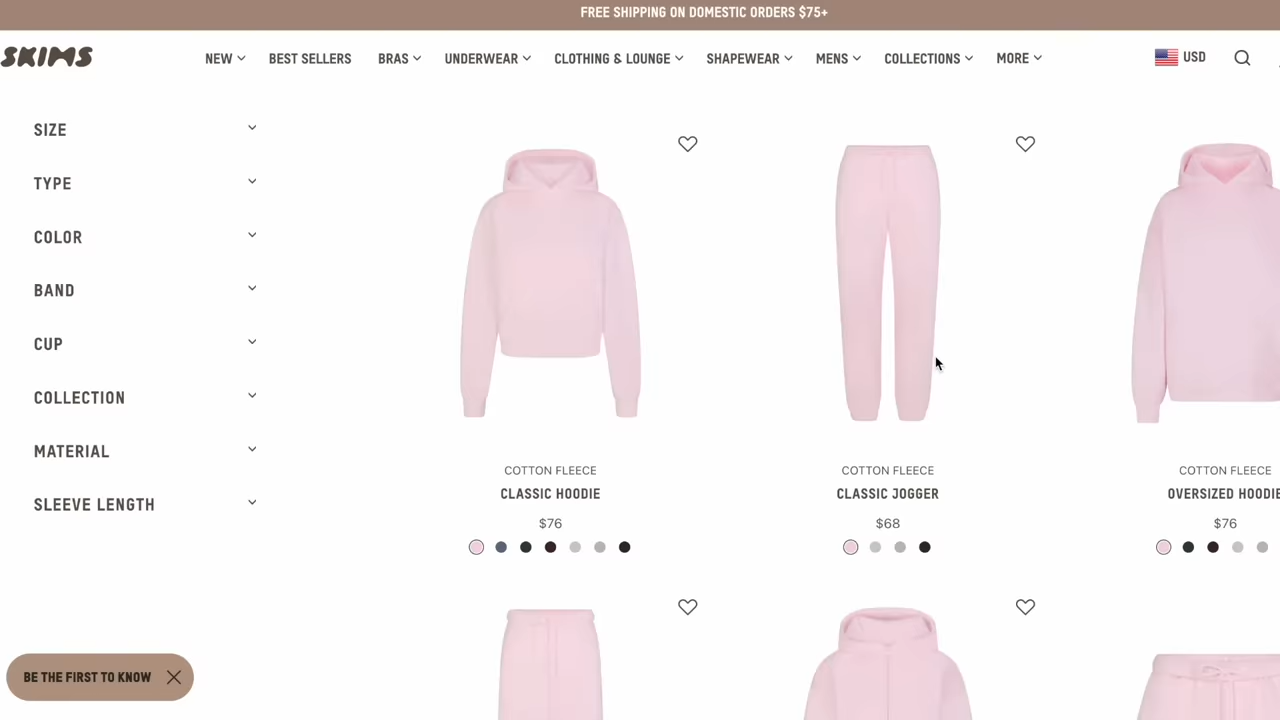 FREE SHIPPING ON DOMESTIC ORDERS $75+
SKIMS
NEW
BEST SELLERS
BRAS
UNDERWEAR
CLOTHING & LOUNGE
SHAPEWEAR
MENS
COLLECTIONS
MORE
USD
SIZE
TYPE
COLOR
BAND
CUP
COLLECTION
MATERIAL
SLEEVE LENGTH
COTTON FLEECE
CLASSIC HOODIE
$76
COTTON FLEECE
CLASSIC JOGGER
$68
COTTON FLEECE
OVERSIZED HOODIE
$76
BE THE FIRST TO KNOW